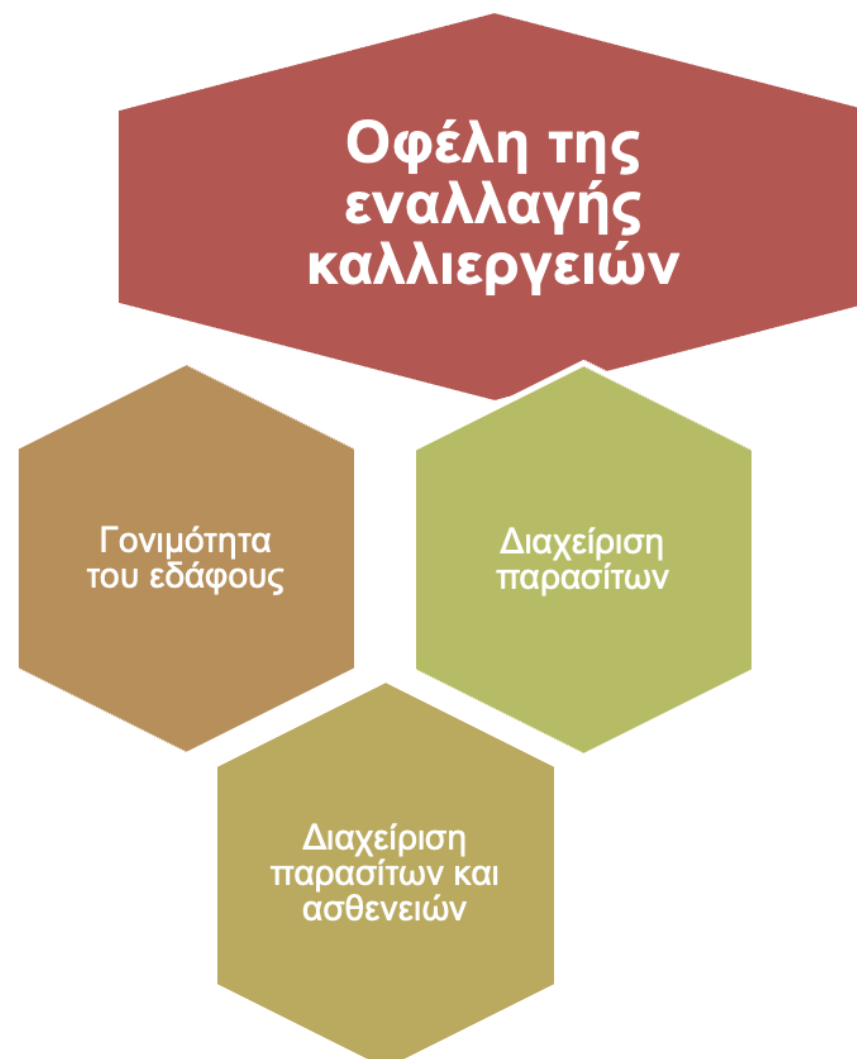 Οφέλη της
εναλλαγής
καλλιεργειών
Γονιμότητα
του εδάφους
Διαχείριση
παρασίτων
Διαχείριση
παρασίτων και
ασθενειών